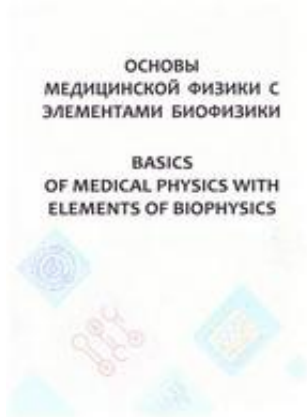 ОСНОВЫ
МЕДИЦИНСКОЙ ФИЗИКИ С
ЭЛЕМЕНТАМИ БИОФИЗИКИ
BASICS
OF MEDICAL PHYSICS WITH
ELEMENTS OF BIOPHYSICS